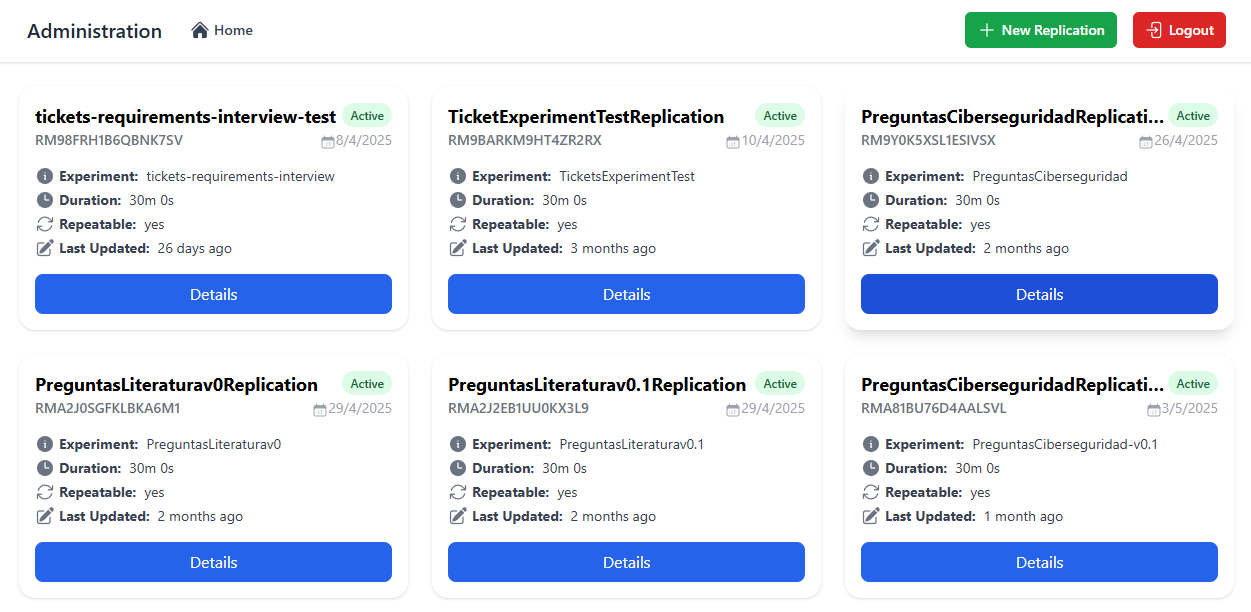 Administration
Home
New Replication
Logout
tickets-requirements-interview-test Active
RM98FRH1B6QBNK7SV 8/4/2025
Experiment: tickets-requirements-interview
Duration: 30m 0s
Repeatable: yes
Last Updated: 26 days ago
Details
TicketExperimentTestReplication Active
RM9BARKM9HT4ZR2RX 10/4/2025
Experiment: TicketsExperimentTest
Duration: 30m 0s
Repeatable: yes
Last Updated: 3 months ago
Details
PreguntasCiberseguridadReplicati... Active
RM9Y0K5XSL1ESIVSX 26/4/2025
Experiment: PreguntasCiberseguridad
Duration: 30m 0s
Repeatable: yes
Last Updated: 2 months ago
Details
PreguntasLiteraturav0Replication Active
RMA2J0SGFKLBKA6M1 29/4/2025
Experiment: PreguntasLiteraturav0
Duration: 30m 0s
Repeatable: yes
Last Updated: 2 months ago
Details
PreguntasLiteraturav0.1Replication Active
RMA2J2EB1UU0KX3L9 29/4/2025
Experiment: PreguntasLiteraturav0.1
Duration: 30m 0s
Repeatable: yes
Last Updated: 2 months ago
Details
PreguntasCiberseguridadReplicati... Active
RMA81BU76D4AALSVL 3/5/2025
Experiment: PreguntasCiberseguridad-v0.1
Duration: 30m 0s
Repeatable: yes
Last Updated: 1 month ago
Details